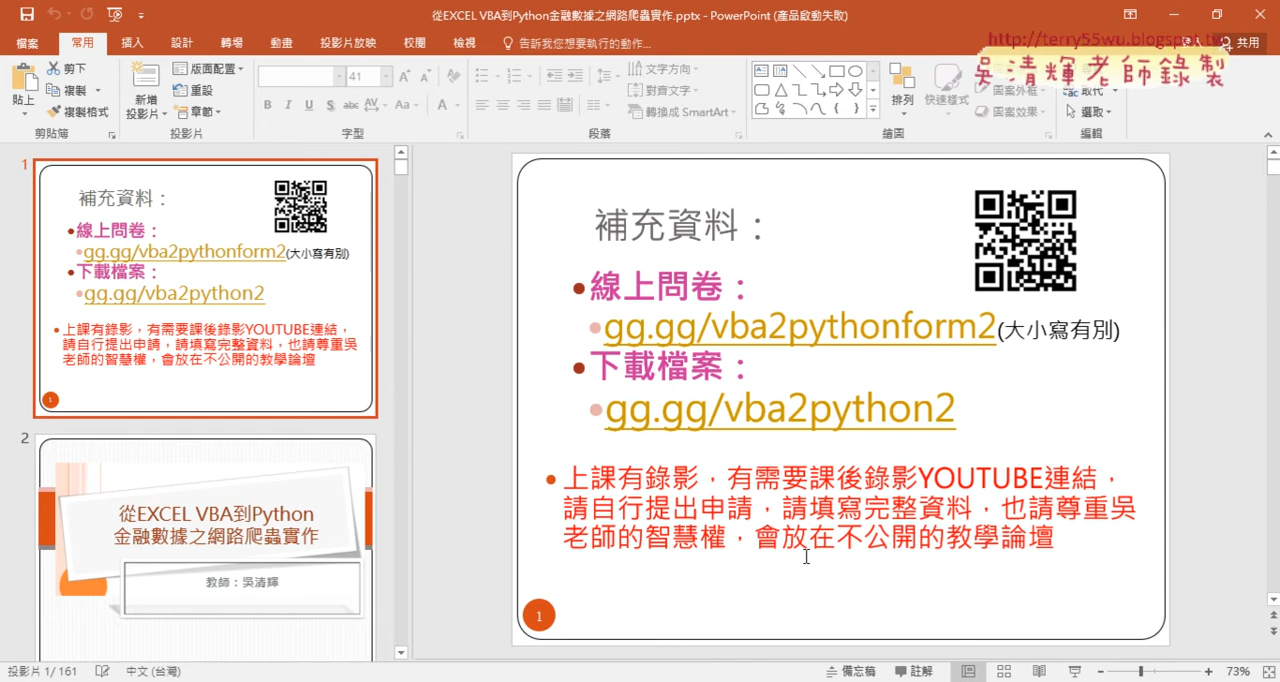 從EXCEL VBA到Python金融數據之網路爬蟲實作.pptx - PowerPoint (產品啟動失敗)
檔案 常用 插入 設計 轉場 動畫 投影片放映 校閱 檢視 告訴我您想要執行的動作... 共用
http://terry55wu.blogspot.tw
吳清輝老師錄製
貼上 剪下 複製 複製格式
新增投影片 版面配置 重設 章節
41
B I U S abc AV Aa A
文字方向 對齊文字 轉換成 SmartArt
排列 快速樣式 圖案外框 圖案效果
取代 選取
剪貼簿 投影片 字型 段落 繪圖 編輯
1
補充資料：
線上問卷：
gg.gg/vba2pythonform2(大小寫有別)
下載檔案：
gg.gg/vba2python2
上課有錄影，有需要課後錄影YOUTUBE連結，
請自行提出申請，請填寫完整資料，也請尊重吳
老師的智慧權，會放在不公開的教學論壇
1
2
從EXCEL VBA到Python
金融數據之網路爬蟲實作
教師：吳清輝
補充資料：
線上問卷：
gg.gg/vba2pythonform2(大小寫有別)
下載檔案：
gg.gg/vba2python2
上課有錄影，有需要課後錄影YOUTUBE連結，
請自行提出申請，請填寫完整資料，也請尊重吳
老師的智慧權，會放在不公開的教學論壇
1
投影片 1/161 中文 (台灣) 備忘稿 註解 73%